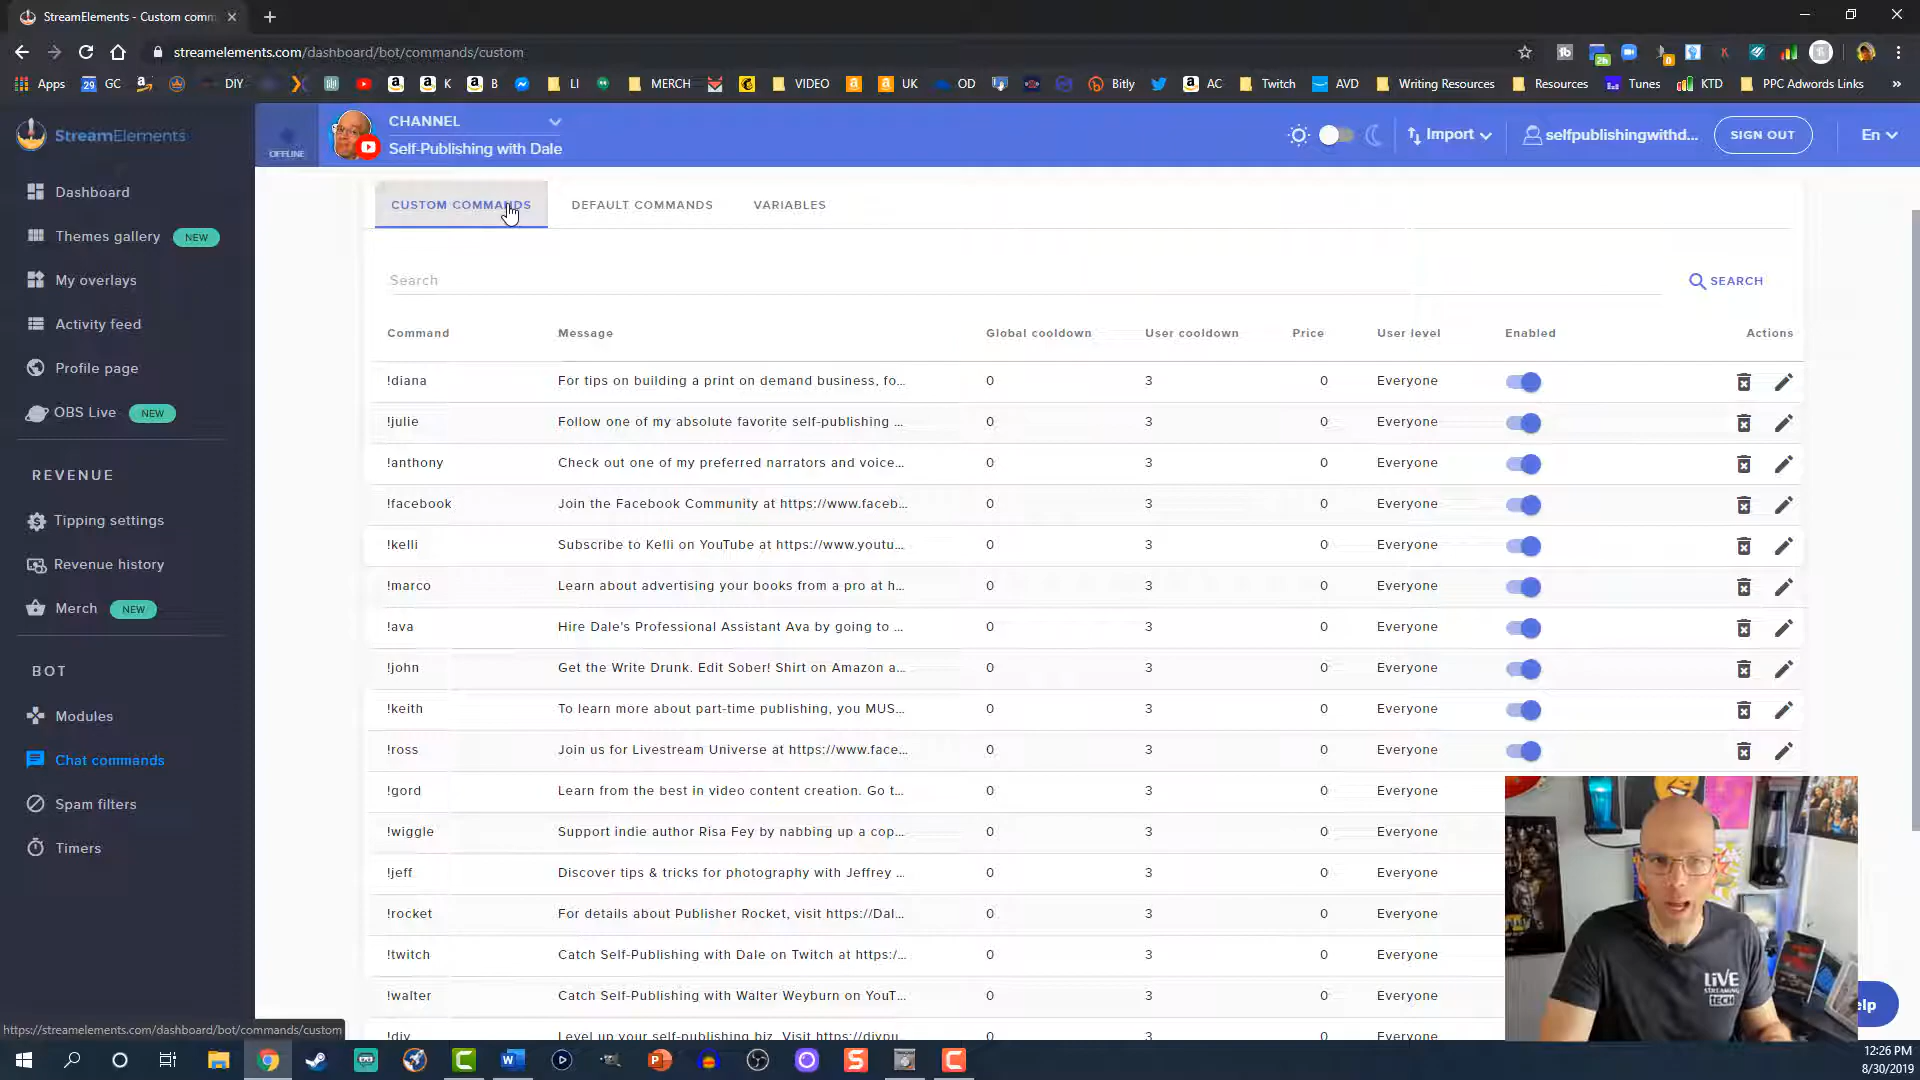 StreamElements - Custom comm
streamelements.com/dashboard/bot/commands/custom
Apps GC DIY K B LI MERCH VIDEO UK OD Bitly AC Twitch AVD Writing Resources Resources Tunes KTD PPC Adwords Links »
StreamElements
OFFLINE
CHANNEL
Self-Publishing with Dale
Import
selfpublishingwithd...
SIGN OUT
En
Dashboard
Themes gallery NEW
My overlays
Activity feed
Profile page
OBS Live NEW
REVENUE
Tipping settings
Revenue history
Merch NEW
BOT
Modules
Chat commands
Spam filters
Timers
CUSTOM COMMANDS DEFAULT COMMANDS VARIABLES
Search SEARCH
Command Message Global cooldown User cooldown Price User level Enabled Actions
!diana For tips on building a print on demand business, fo... 0 3 0 Everyone
!julie Follow one of my absolute favorite self-publishing ... 0 3 0 Everyone
!anthony Check out one of my preferred narrators and voice... 0 3 0 Everyone
!facebook Join the Facebook Community at https://www.faceb... 0 3 0 Everyone
!kelli Subscribe to Kelli on YouTube at https://www.youtu... 0 3 0 Everyone
!marco Learn about advertising your books from a pro at h... 0 3 0 Everyone
!ava Hire Dale's Professional Assistant Ava by going to ... 0 3 0 Everyone
!john Get the Write Drunk. Edit Sober! Shirt on Amazon a... 0 3 0 Everyone
!keith To learn more about part-time publishing, you MUS... 0 3 0 Everyone
!ross Join us for Livestream Universe at https://www.face... 0 3 0 Everyone
!gord Learn from the best in video content creation. Go t... 0 3 0 Everyone
!wiggle Support indie author Risa Fey by nabbing up a cop... 0 3 0 Everyone
!jeff Discover tips & tricks for photography with Jeffrey ... 0 3 0 Everyone
!rocket For details about Publisher Rocket, visit https://Dal... 0 3 0 Everyone
!twitch Catch Self-Publishing with Dale on Twitch at https:/... 0 3 0 Everyone
!walter Catch Self-Publishing with Walter Weyburn on YouT... 0 3 0 Everyone
!diy Level up your self-publishing biz. Visit https://diypu...
LIVE
STREAMING
TECH
elp
https://streamelements.com/dashboard/bot/commands/custom
12:26 PM
8/30/2019